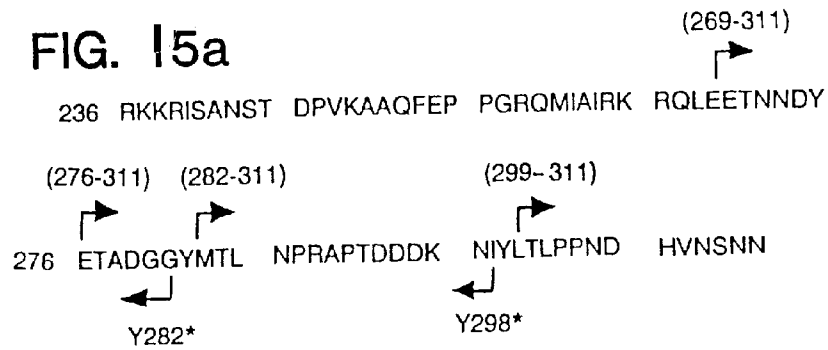 FIG. 15a
(269-311)
236 RKKRISANST DPVKAAQFEP PGRQMIAIRK RQLEETNNDY
(276-311) (282-311) (299-311)
276 ETADGGYMTL NPRAPTDDDK NIYLTLPPND HVNSNN
Y282* Y298*